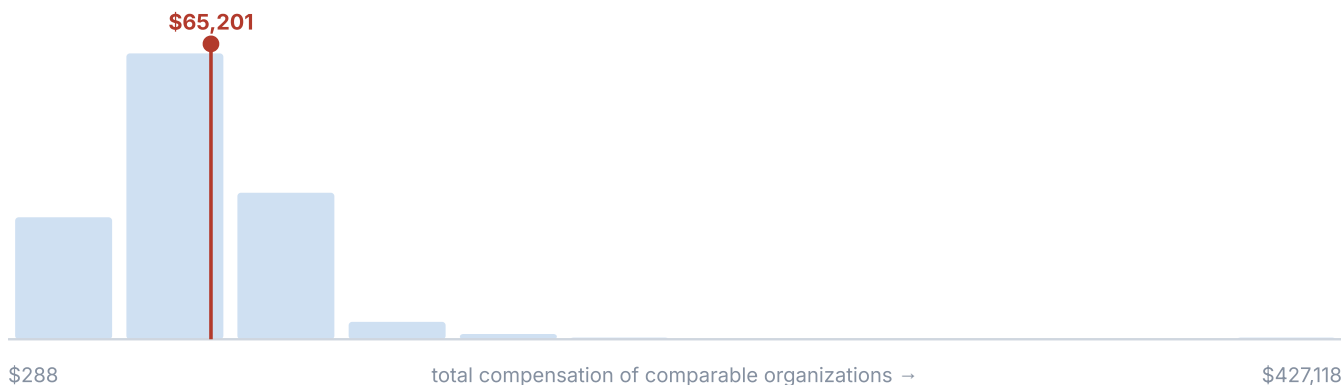 $65,201
$288
total compensation of comparable organizations →
$427,118